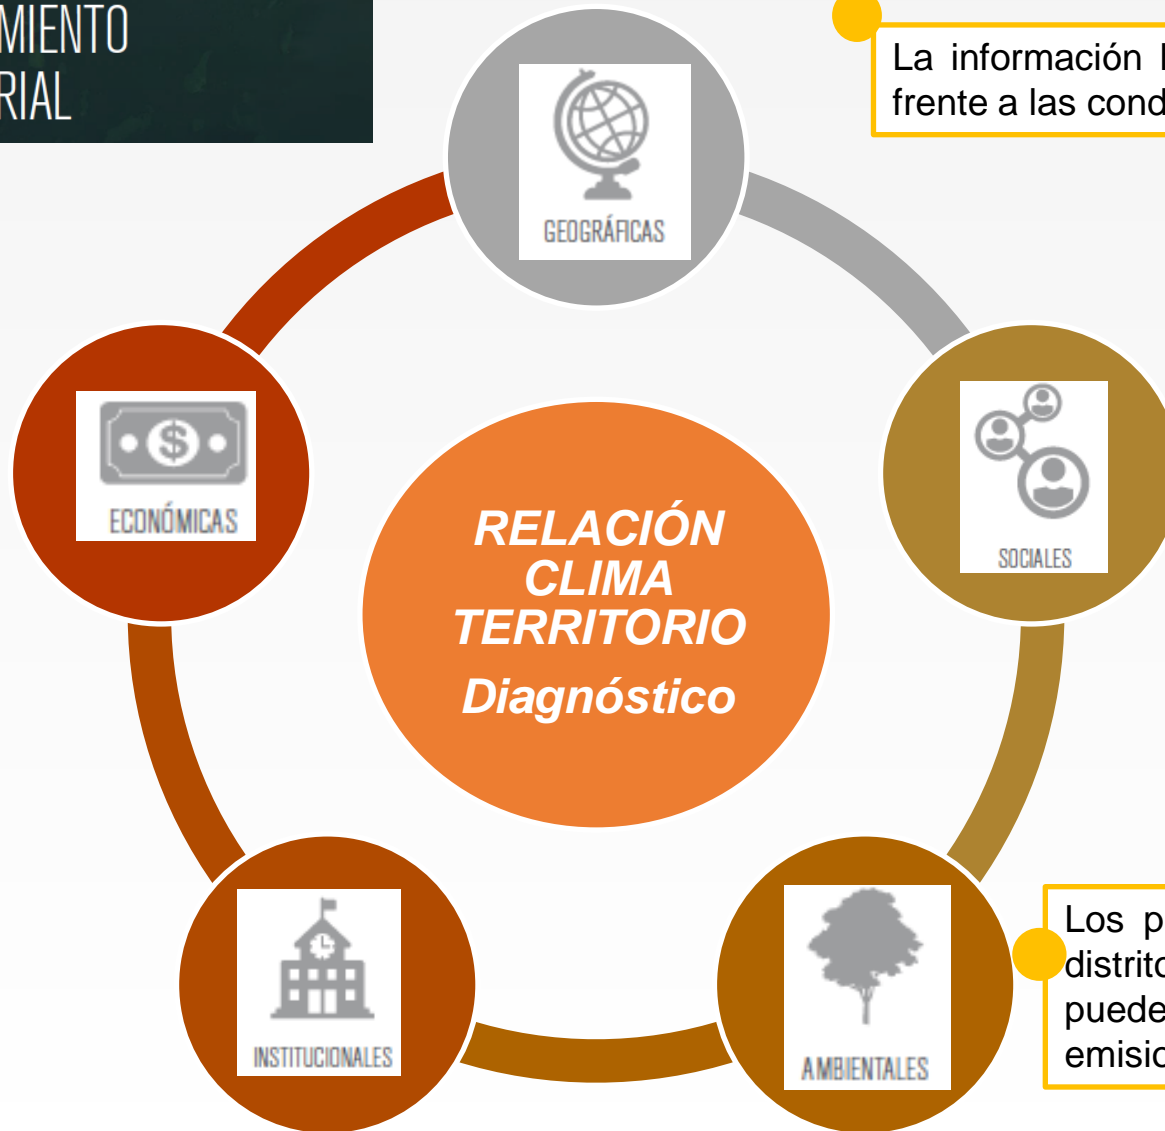 MIENTO
RIAL
La información
frente a las cond
GEOGRÁFICAS
ECONÓMICAS
SOCIALES
RELACIÓN
CLIMA
TERRITORIO
Diagnóstico
INSTITUCIONALES
AMBIENTALES
Los p
distrito
puede
emisio